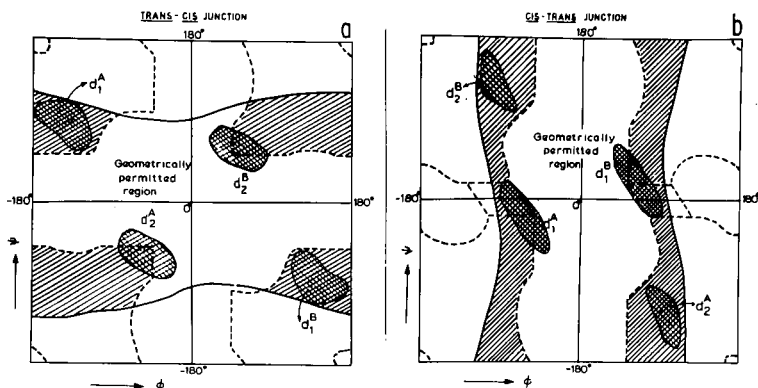 TRANS - CIS JUNCTION
a
180°
d₁ᴬ
Geometrically
permitted
region
d₂ᴮ
-180°
0°
180°
d₂ᴬ
d₁ᴮ
ψ
-180°
ϕ
CIS - TRANS JUNCTION
b
180°
d₂ᴮ
Geometrically
permitted region
d₁ᴮ
-180°
0°
180°
d₁ᴬ
d₂ᴬ
ψ
-180°
ϕ